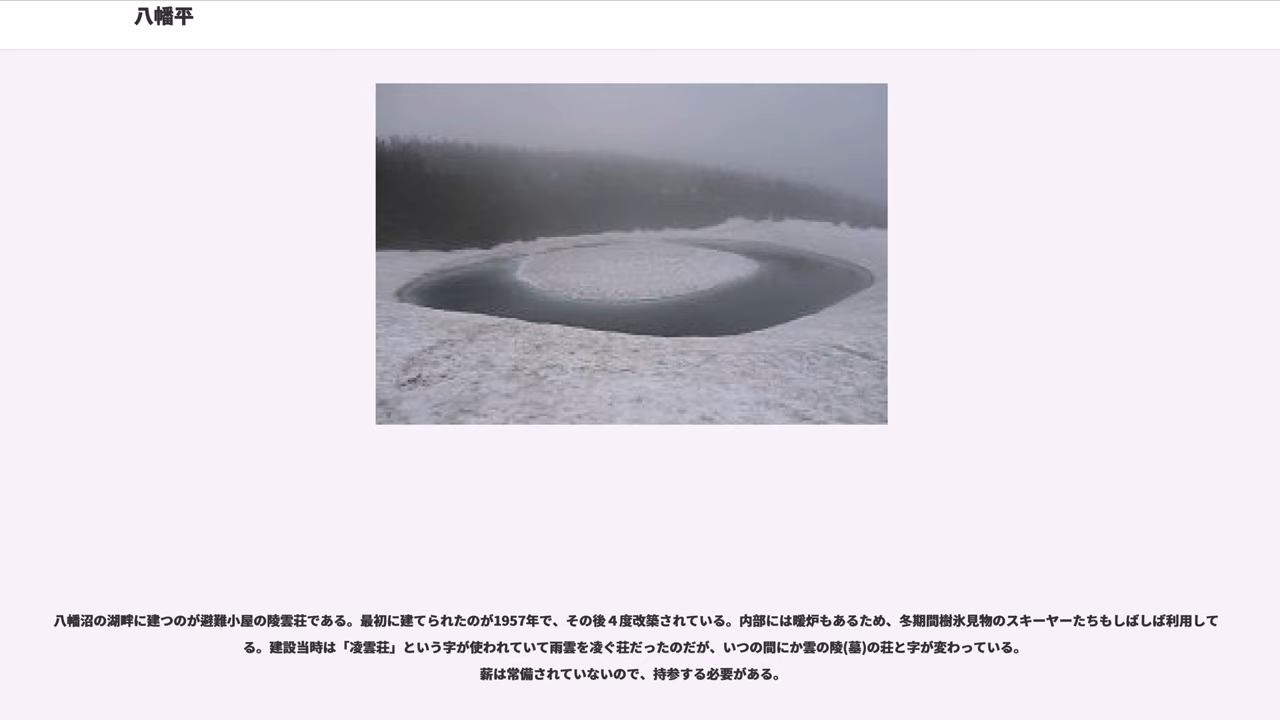 八幡平
八幡沼の湖畔に建つのが避難小屋の陵雲荘である。最初に建てられたのが1957年で、その後４度改築されている。内部には暖炉もあるため、冬期間樹氷見物のスキーヤーたちもしばしば利用して
る。建設当時は「凌雲荘」という字が使われていて雨雲を凌ぐ荘だったのだが、いつの間にか雲の陵(墓)の荘と字が変わっている。
薪は常備されていないので、持参する必要がある。